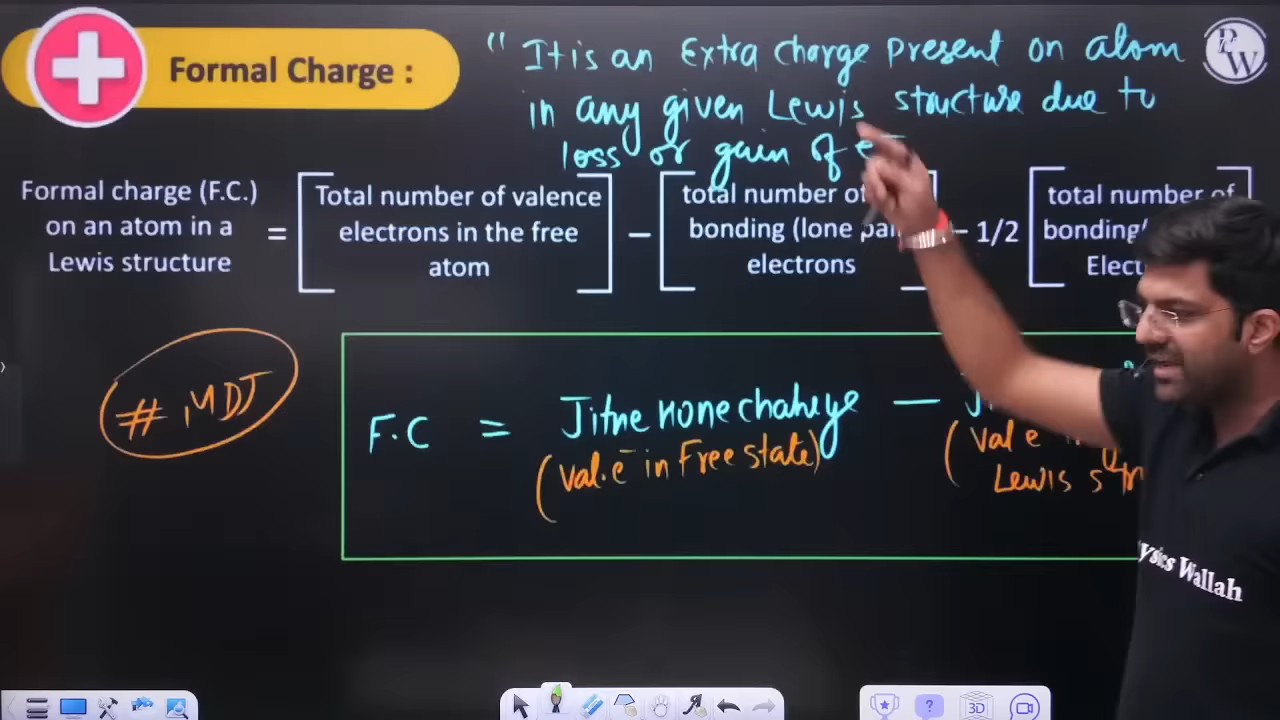 Formal Charge :
" It is an Extra charge present on atom
in any given Lewis structure due to
loss or gain of e-
PW
Formal charge (F.C.)
on an atom in a
Lewis structure
=
Total number of valence
electrons in the free
atom
−
total number of
bonding (lone
electrons
− 1/2
total number of
F.C = Jitne hone chahiye −
(val. e- in Free state)
(val e
Lewis
# MDJ
Wallah
3D